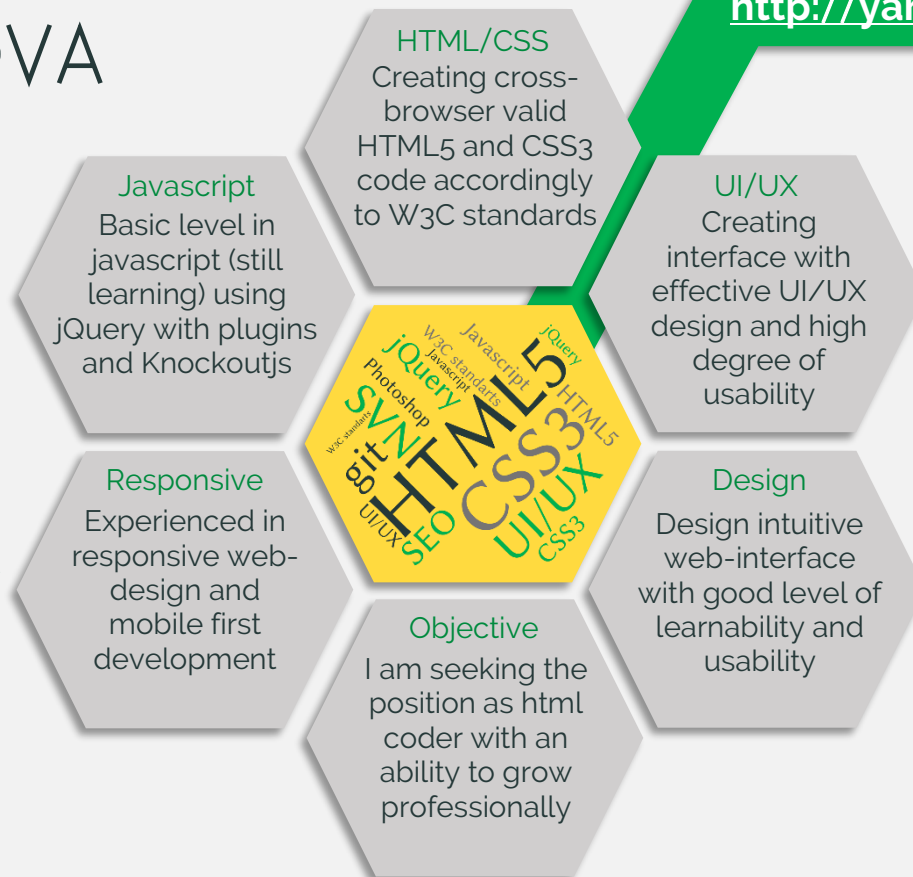 http://yar
VA
HTML/CSS
Creating cross-
browser valid
HTML5 and CSS3
code accordingly
to W3C standards
Javascript
Basic level in
javascript (still
learning) using
jQuery with plugins
and Knockoutjs
UI/UX
Creating
interface with
effective UI/UX
design and high
degree of
usability
jQuery
Javascript
W3C standarts
Javascript
jQuery
Photoshop
HTML5
HTML5
SVN
W3C standarts
CSS3
git
UI/UX
UI/UX
SEO
CSS3
Responsive
Experienced in
responsive web-
design and
mobile first
development
Design
Design intuitive
web-interface
with good level of
learnability and
usability
Objective
I am seeking the
position as html
coder with an
ability to grow
professionally